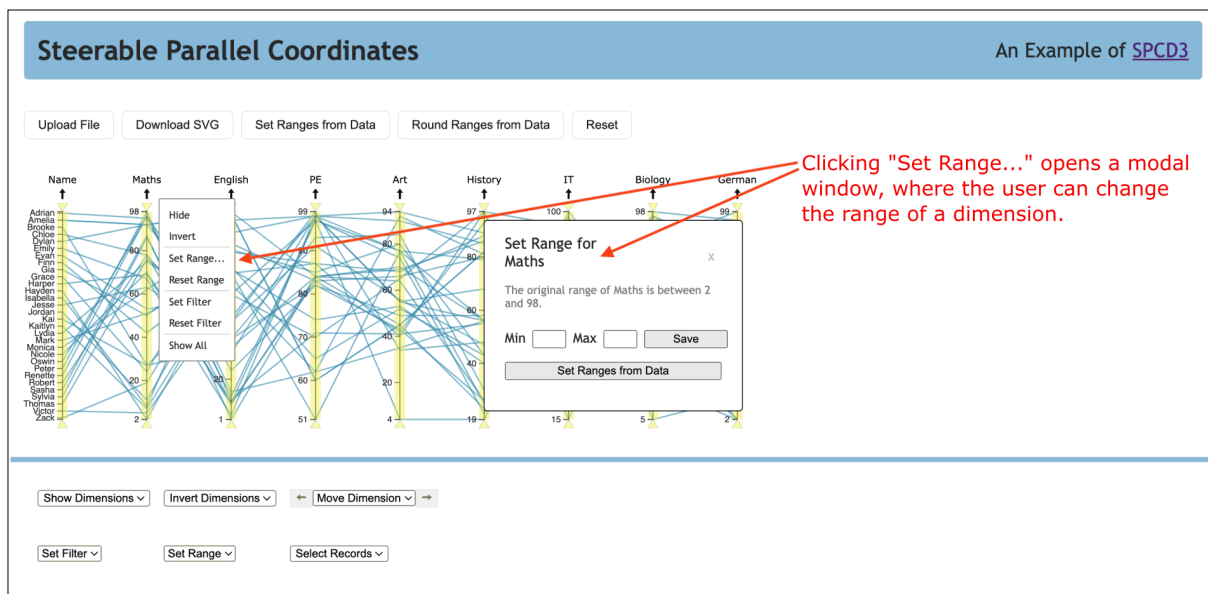 Steerable Parallel Coordinates
An Example of SPCD3
Upload File
Download SVG
Set Ranges from Data
Round Ranges from Data
Reset
Clicking "Set Range..." opens a modal
window, where the user can change
the range of a dimension.
Name
Maths
English
PE
Art
History
IT
Biology
German
Adrian
Amelia
Brooke
Chloe
Dylan
Emily
Evan
Finn
Gia
Grace
Harper
Hayden
Isabella
Jesse
Jordan
Kai
Kaitlyn
Lydia
Mark
Monica
Nicole
Oswin
Peter
Renette
Robert
Sasha
Sylvia
Thomas
Victor
Zack
98
80
60
40
20
2
Hide
Invert
Set Range...
Reset Range
Set Filter
Reset Filter
Show All
20
1
99
90
80
70
60
51
94
80
60
40
20
4
97
80
60
40
19
100
15
98
5
99
2
Set Range for
Maths
x
The original range of Maths is between 2
and 98.
Min
Max
Save
Set Ranges from Data
Show Dimensions
Invert Dimensions
← Move Dimension →
Set Filter
Set Range
Select Records